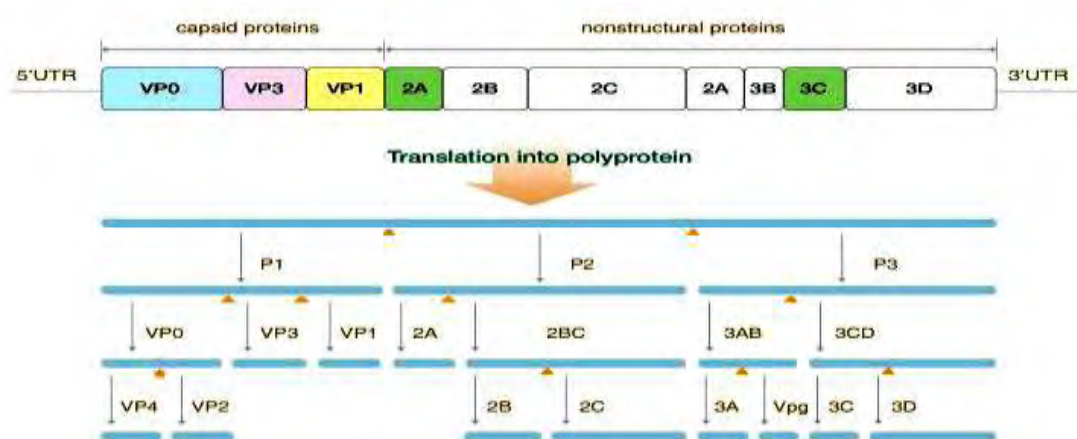 capsid proteins nonstructural proteins
5'UTR VP0 VP3 VP1 2A 2B 2C 2A 3B 3C 3D 3'UTR
Translation into polyprotein
P1 P2 P3
VP0 VP3 VP1 2A 2BC 3AB 3CD
VP4 VP2 2B 2C 3A Vpg 3C 3D